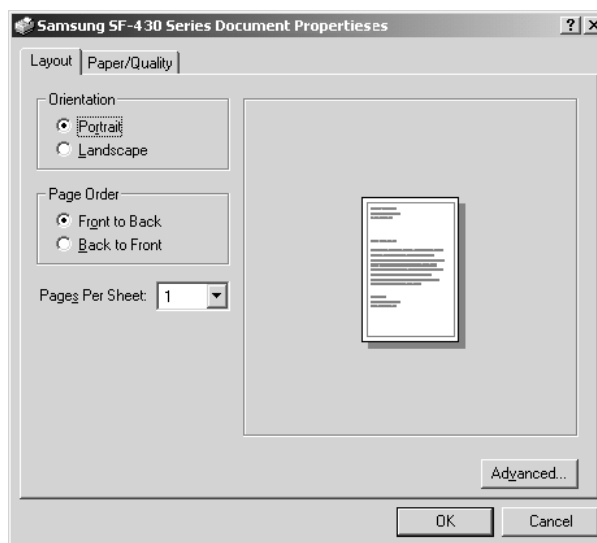 Samsung SF-430 Series Document Propertieses
Layout
Paper/Quality
Orientation
Portrait
Landscape
Page Order
Front to Back
Back to Front
Pages Per Sheet: 1
Advanced...
OK
Cancel